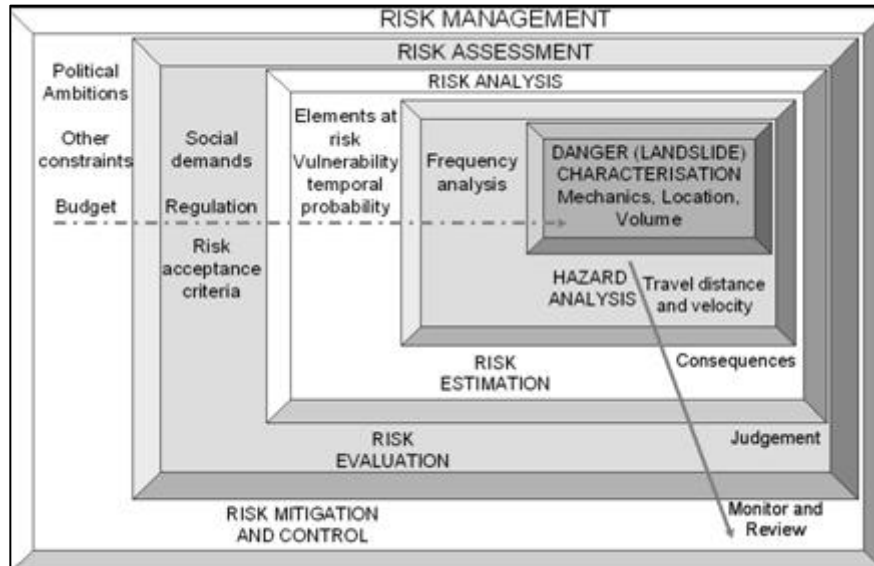 RISK MANAGEMENT
RISK ASSESSMENT
RISK ANALYSIS
Political
Ambitions
Other
constraints
Budget
Social
demands
Regulation
Risk
acceptance
criteria
Elements at
risk
Vulnerability
temporal
probability
Frequency
analysis
DANGER (LANDSLIDE)
CHARACTERISATION
Mechanics, Location,
Volume
HAZARD
ANALYSIS
Travel distance
and velocity
RISK
ESTIMATION
Consequences
RISK
EVALUATION
Judgement
RISK MITIGATION
AND CONTROL
Monitor and
Review